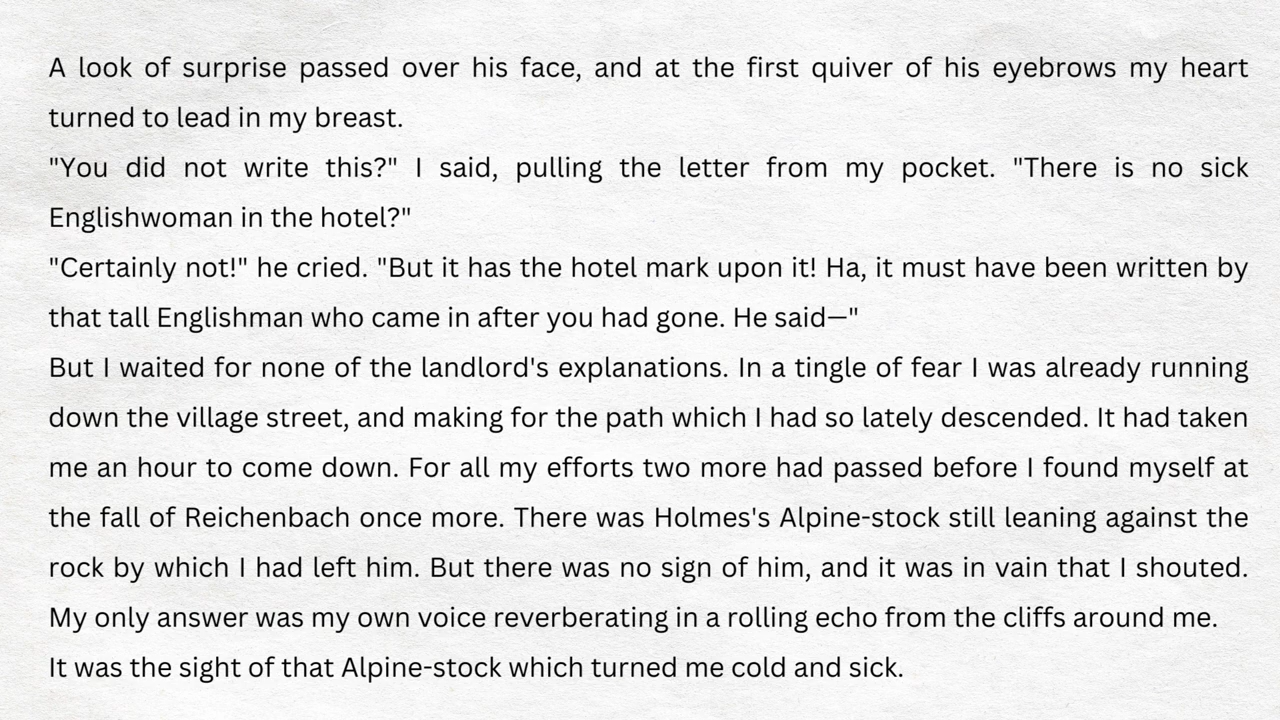 A look of surprise passed over his face, and at the first quiver of his eyebrows my heart
turned to lead in my breast.
"You did not write this?" I said, pulling the letter from my pocket. "There is no sick
Englishwoman in the hotel?"
"Certainly not!" he cried. "But it has the hotel mark upon it! Ha, it must have been written by
that tall Englishman who came in after you had gone. He said—"
But I waited for none of the landlord's explanations. In a tingle of fear I was already running
down the village street, and making for the path which I had so lately descended. It had taken
me an hour to come down. For all my efforts two more had passed before I found myself at
the fall of Reichenbach once more. There was Holmes's Alpine-stock still leaning against the
rock by which I had left him. But there was no sign of him, and it was in vain that I shouted.
My only answer was my own voice reverberating in a rolling echo from the cliffs around me.
It was the sight of that Alpine-stock which turned me cold and sick.